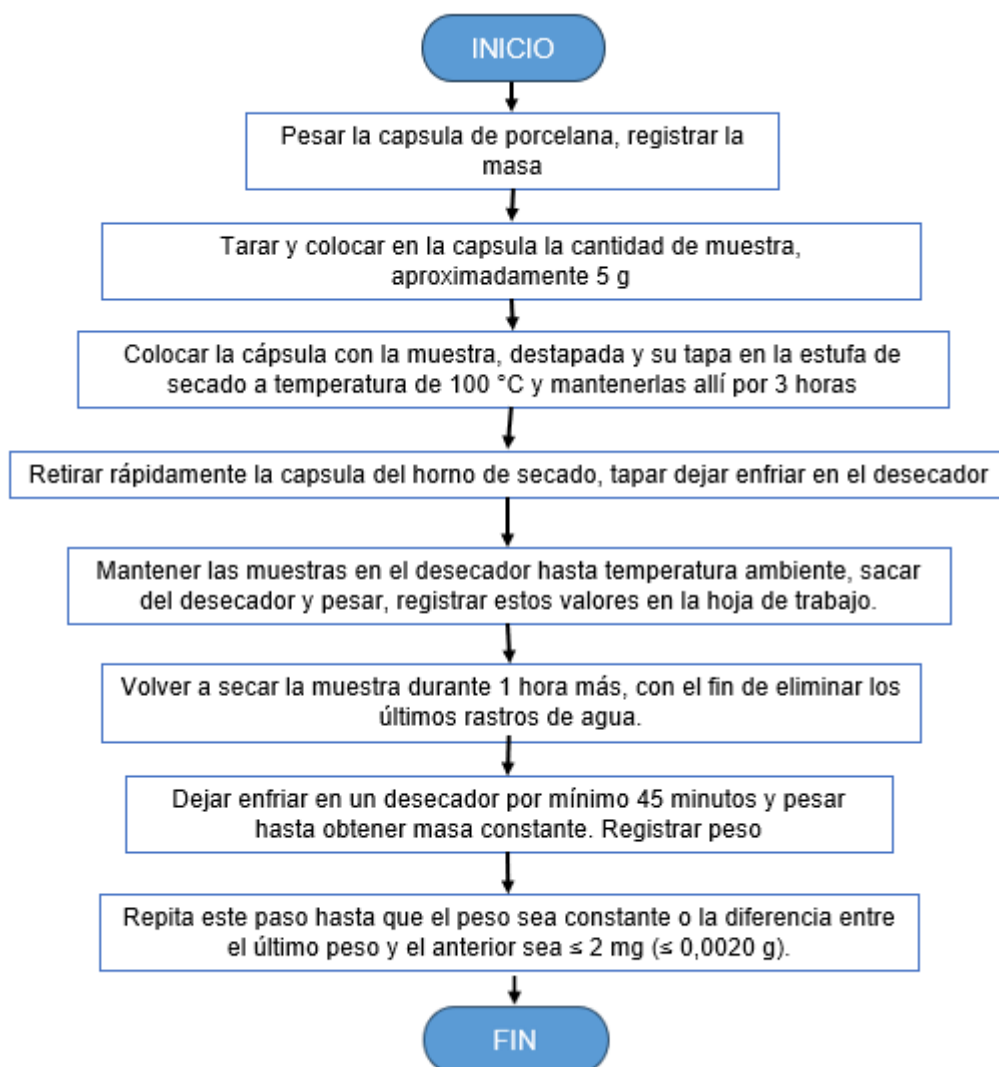 INICIO
Pesar la capsula de porcelana, registrar la
masa
Tarar y colocar en la capsula la cantidad de muestra,
aproximadamente 5 g
Colocar la cápsula con la muestra, destapada y su tapa en la estufa de
secado a temperatura de 100 °C y mantenerlas allí por 3 horas
Retirar rápidamente la capsula del horno de secado, tapar dejar enfriar en el desecador
Mantener las muestras en el desecador hasta temperatura ambiente, sacar
del desecador y pesar, registrar estos valores en la hoja de trabajo.
Volver a secar la muestra durante 1 hora más, con el fin de eliminar los
últimos rastros de agua.
Dejar enfriar en un desecador por mínimo 45 minutos y pesar
hasta obtener masa constante. Registrar peso
Repita este paso hasta que el peso sea constante o la diferencia entre
el último peso y el anterior sea ≤ 2 mg (≤ 0,0020 g).
FIN